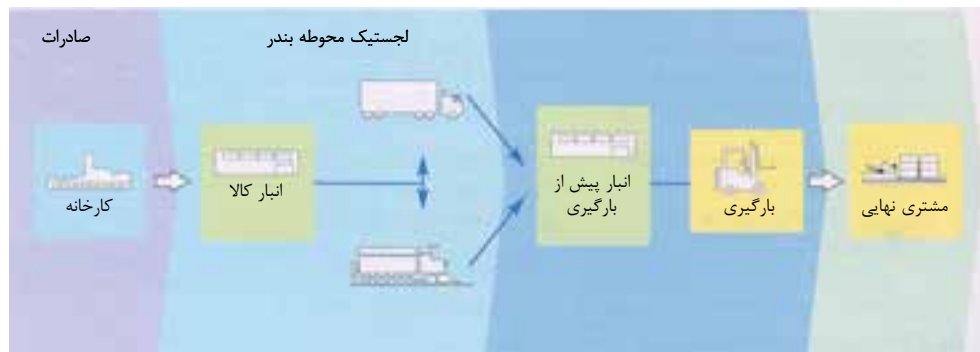 صادرات
لجستیک محوطه بندر
کارخانه
انبار کالا
انبار پیش از
بارگیری
بارگیری
مشتری نهایی